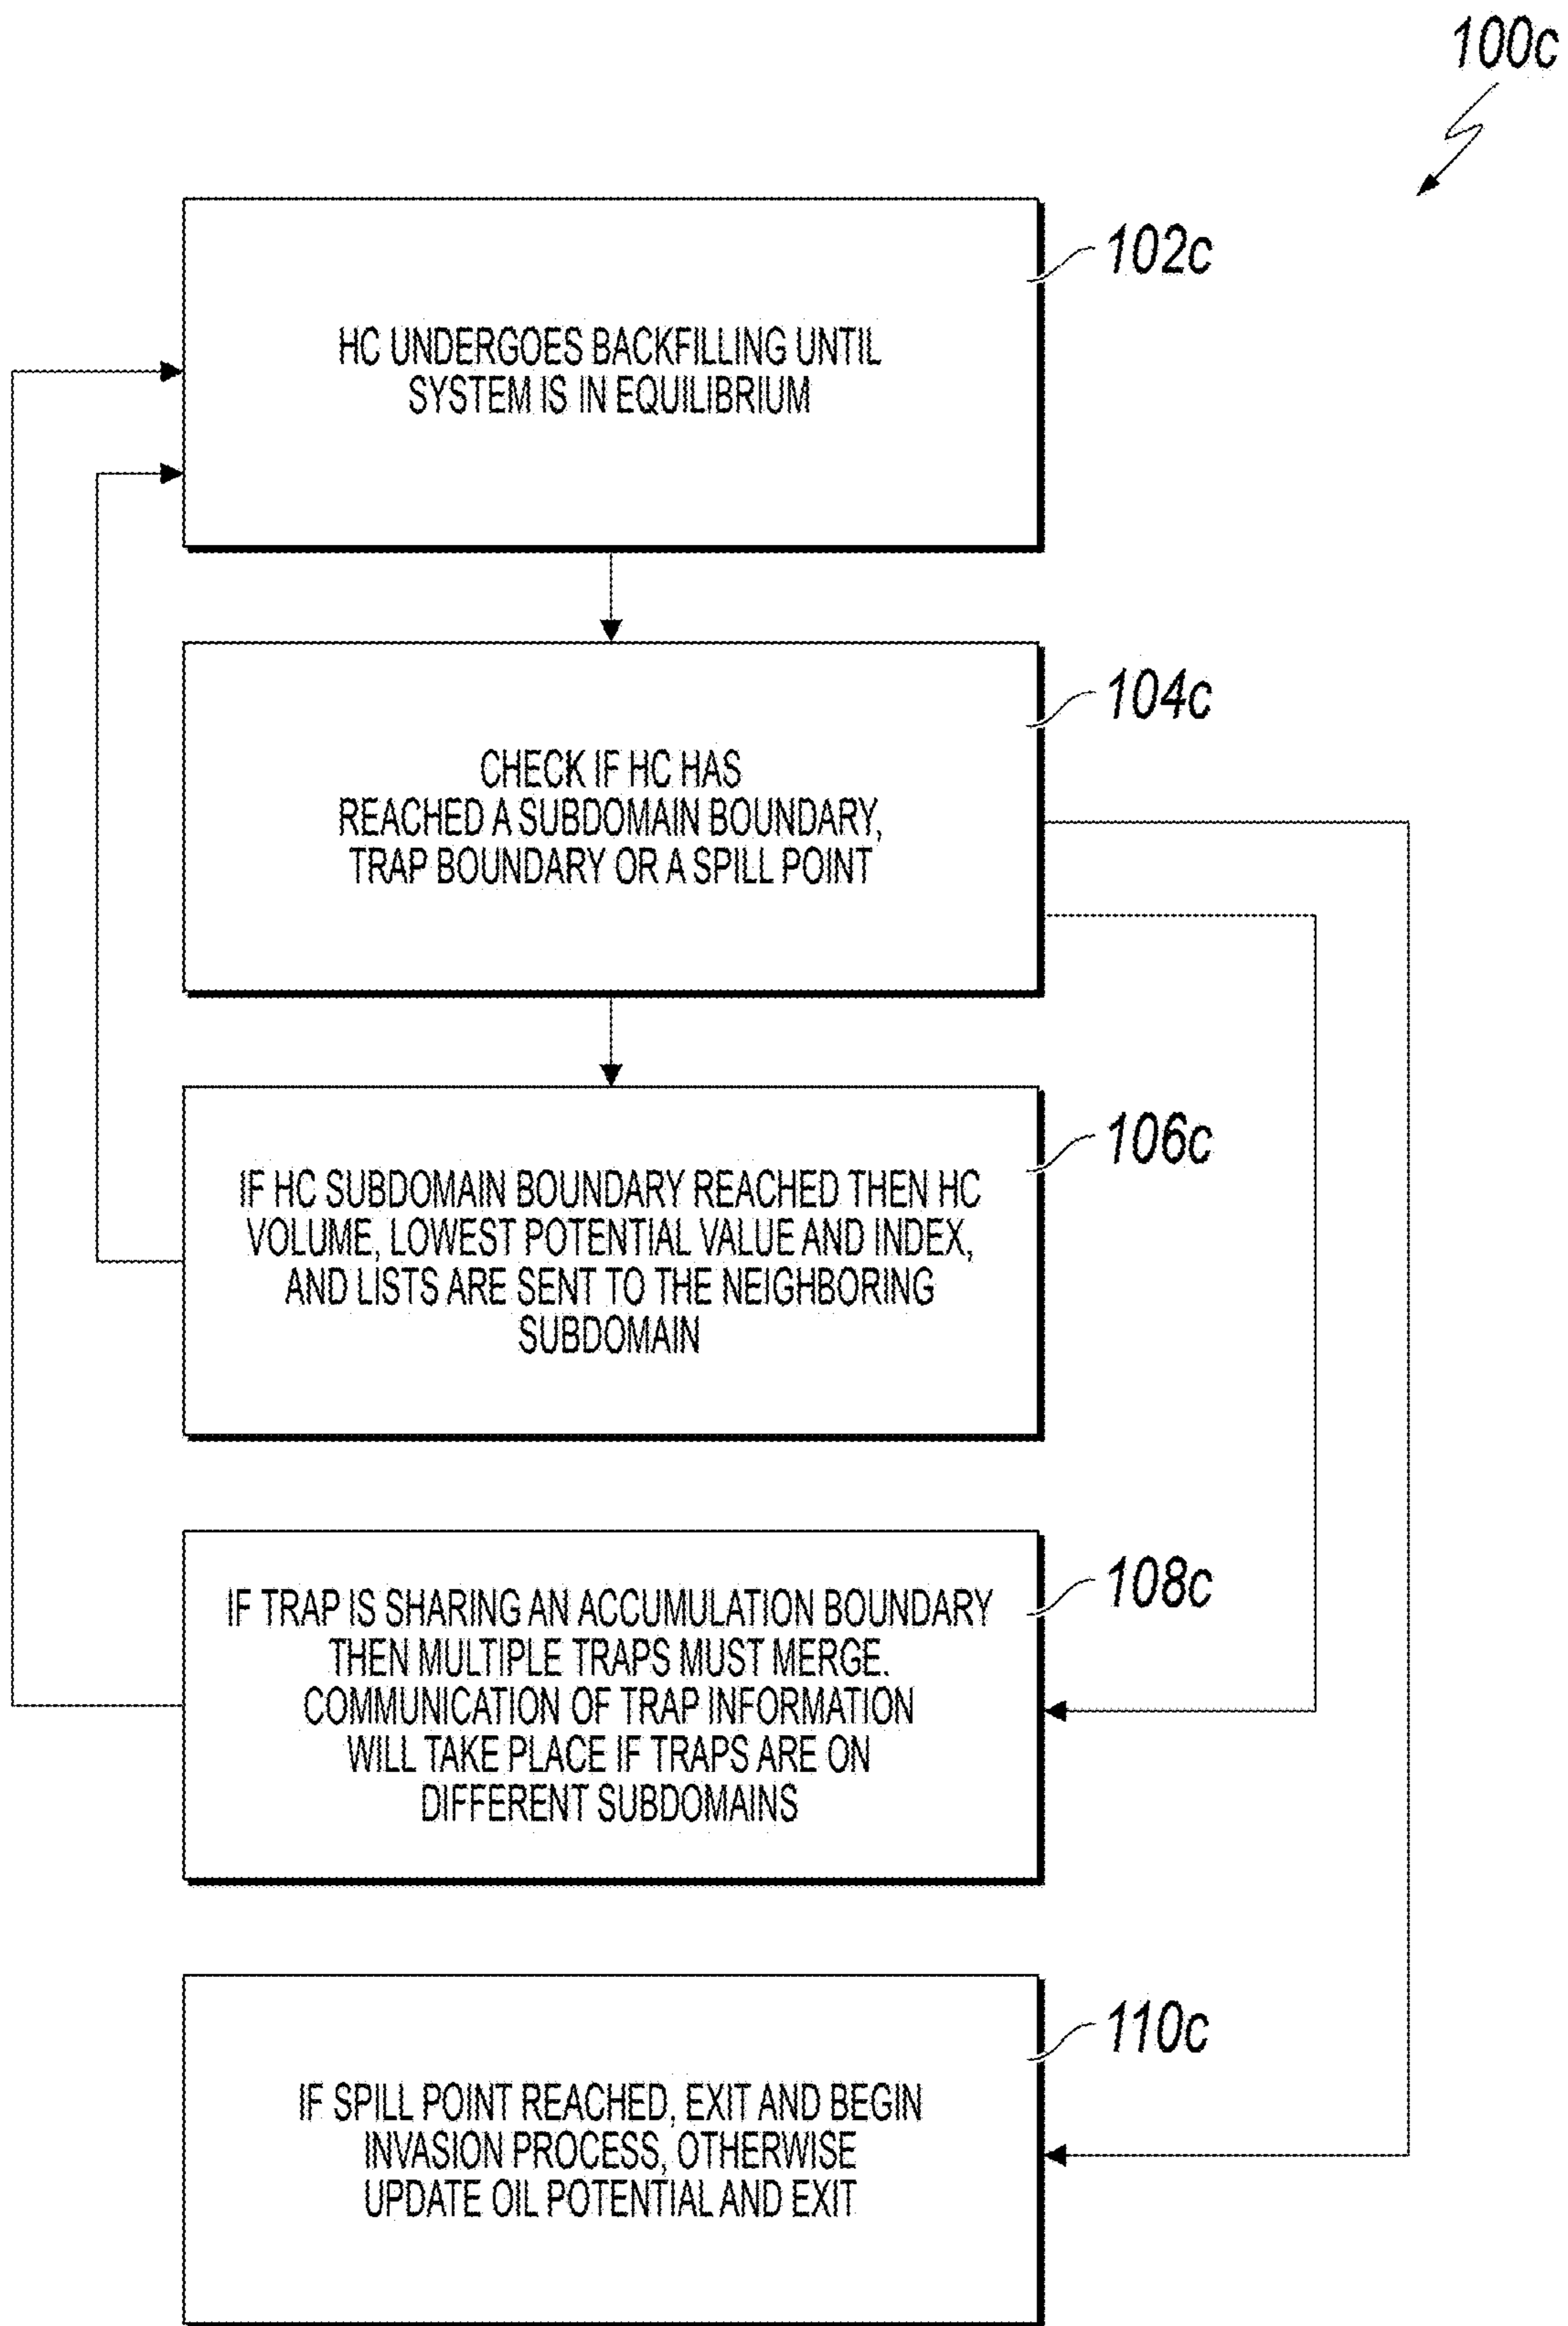 100c
102c
HC UNDERGOES BACKFILLING UNTIL
SYSTEM IS IN EQUILIBRIUM
104c
CHECK IF HC HAS
REACHED A SUBDOMAIN BOUNDARY,
TRAP BOUNDARY OR A SPILL POINT
106c
IF HC SUBDOMAIN BOUNDARY REACHED THEN HC
VOLUME, LOWEST POTENTIAL VALUE AND INDEX,
AND LISTS ARE SENT TO THE NEIGHBORING
SUBDOMAIN
108c
IF TRAP IS SHARING AN ACCUMULATION BOUNDARY
THEN MULTIPLE TRAPS MUST MERGE.
COMMUNICATION OF TRAP INFORMATION
WILL TAKE PLACE IF TRAPS ARE ON
DIFFERENT SUBDOMAINS
110c
IF SPILL POINT REACHED, EXIT AND BEGIN
INVASION PROCESS, OTHERWISE
UPDATE OIL POTENTIAL AND EXIT